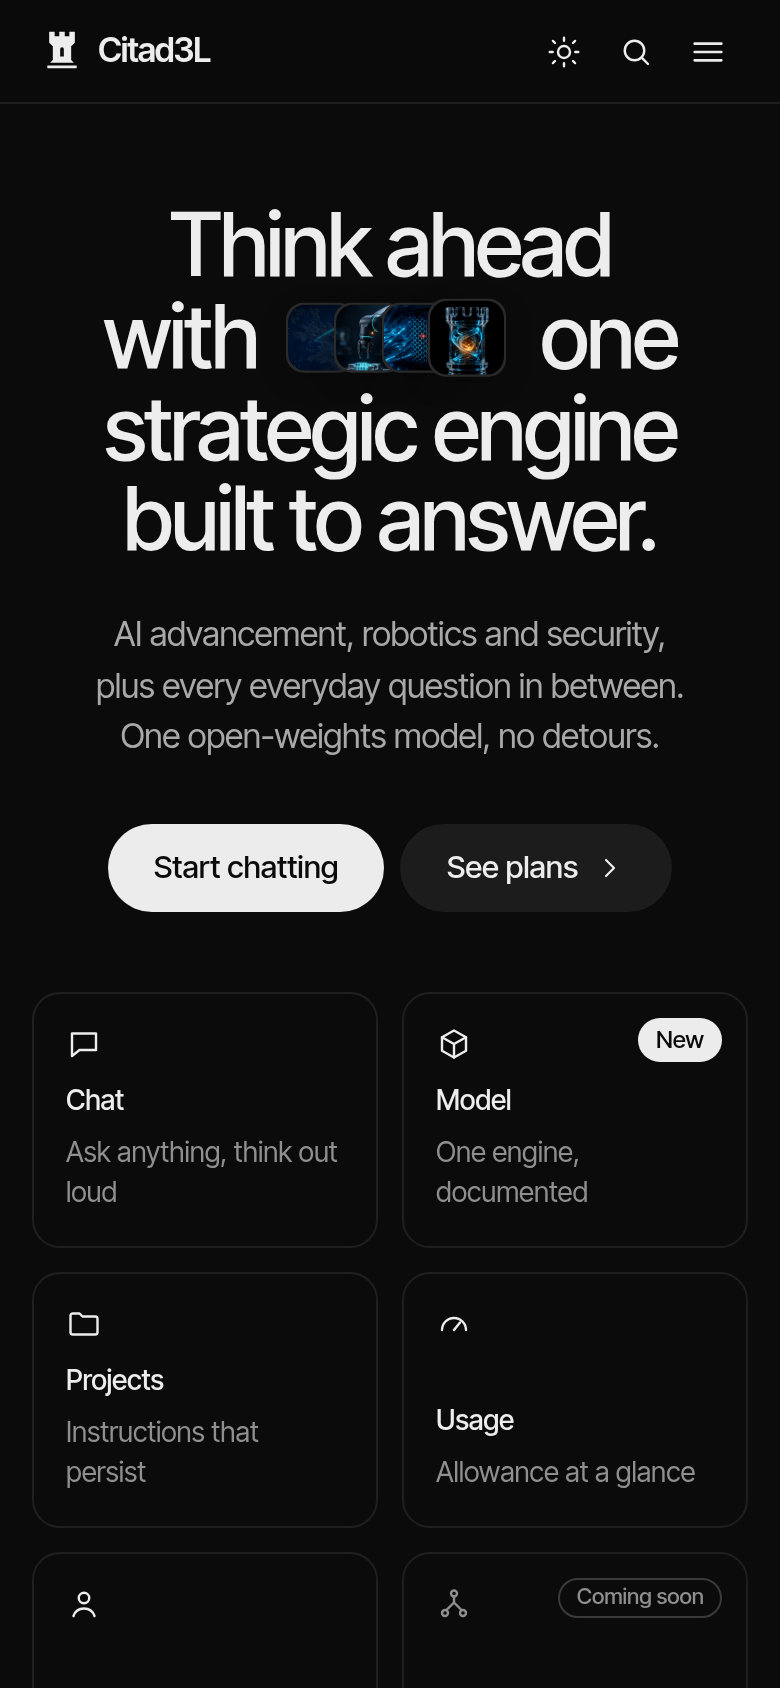 Citad3L
Think ahead
with one
strategic engine
built to answer.
AI advancement, robotics and security,
plus every everyday question in between.
One open-weights model, no detours.
Start chatting
See plans
Chat
Ask anything, think out
loud
New
Model
One engine,
documented
Projects
Instructions that
persist
Usage
Allowance at a glance
Coming soon